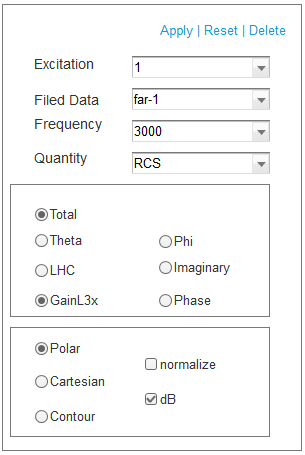 Apply | Reset | Delete
Excitation 1
Filed Data far-1
Frequency 3000
Quantity RCS
Total
Theta Phi
LHC Imaginary
GainL3x Phase
Polar
normalize
Cartesian
dB
Contour